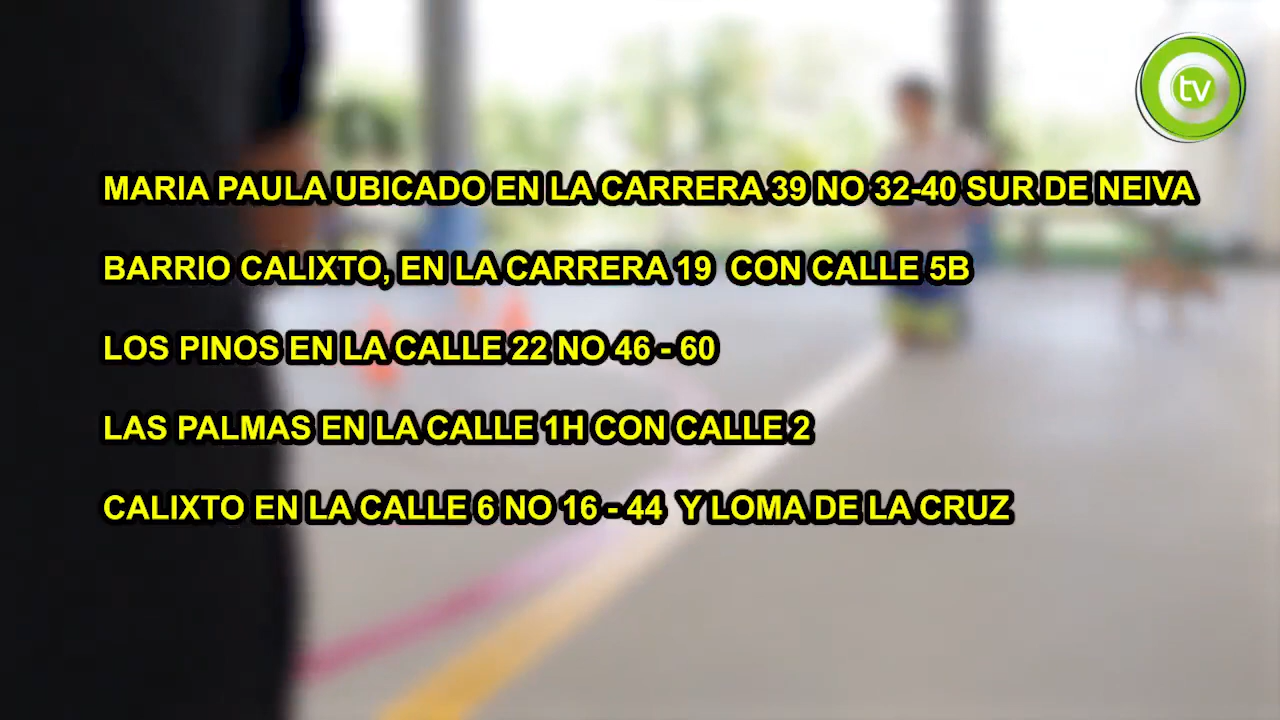 tv
MARIA PAULA UBICADO EN LA CARRERA 39 NO 32-40 SUR DE NEIVA
BARRIO CALIXTO, EN LA CARRERA 19 CON CALLE 5B
LOS PINOS EN LA CALLE 22 NO 46 - 60
LAS PALMAS EN LA CALLE 1H CON CALLE 2
CALIXTO EN LA CALLE 6 NO 16 - 44 Y LOMA DE LA CRUZ